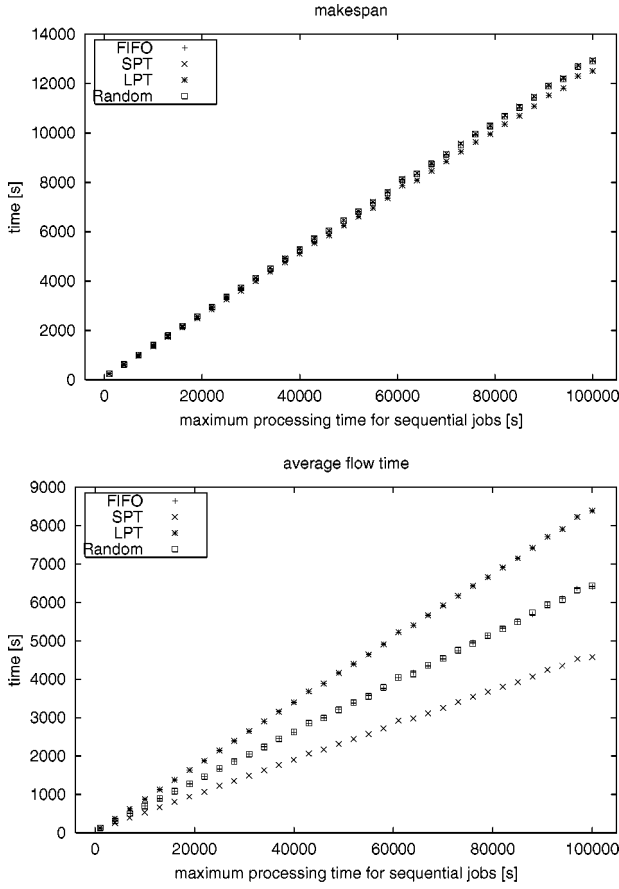 makespan
14000
12000
10000
8000
6000
4000
2000
0
time [s]
FIFO
SPT
LPT
Random
0 20000 40000 60000 80000 100000
maximum processing time for sequential jobs [s]
average flow time
9000
8000
7000
6000
5000
4000
3000
2000
1000
0
time [s]
FIFO
SPT
LPT
Random
0 20000 40000 60000 80000 100000
maximum processing time for sequential jobs [s]